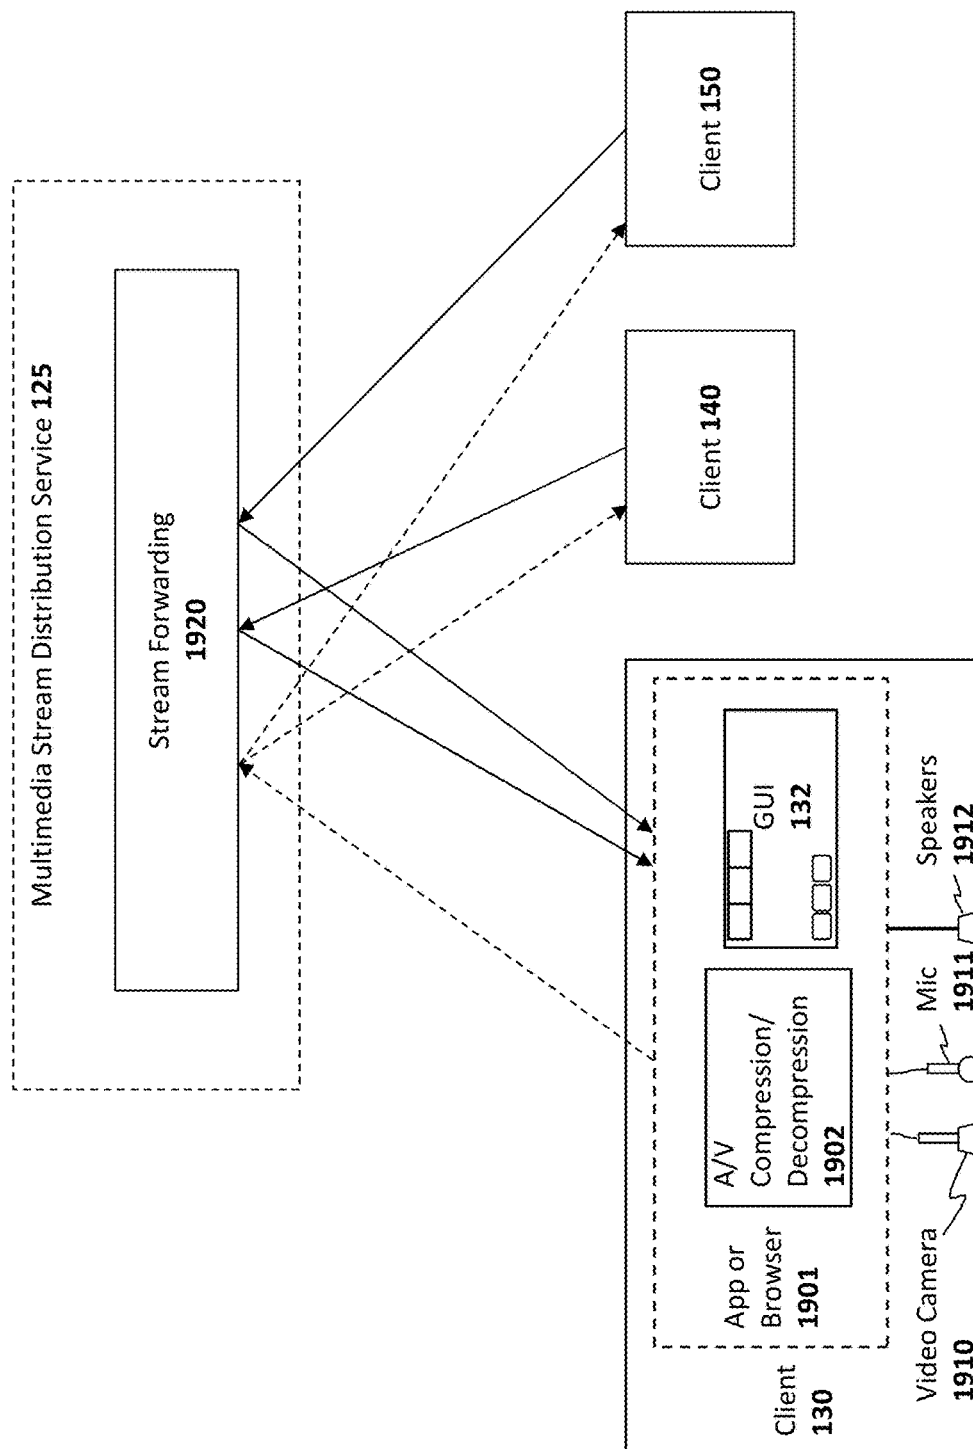 Multimedia Stream Distribution Service 125
Stream Forwarding
1920
Client 130
App or
Browser
1901
A/V
Compression/
Decompression
1902
GUI
132
Client 140
Client 150
Video Camera
1910
Mic
1911
Speakers
1912